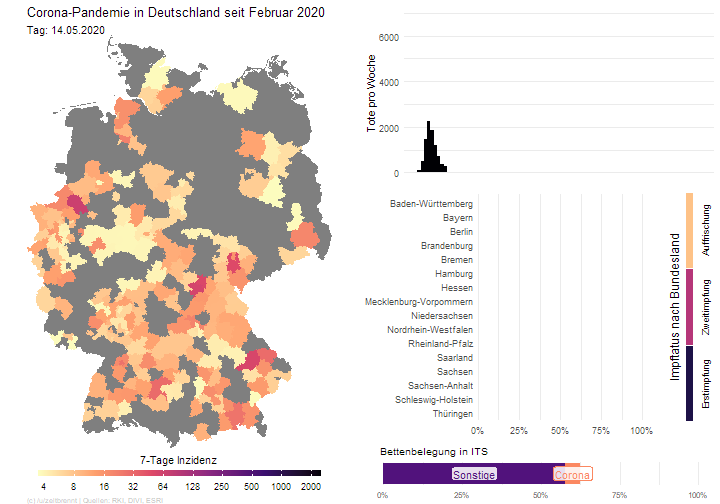 Corona-Pandemie in Deutschland seit Februar 2020
Tag: 14.05.2020
7-Tage Inzidenz
4 8 16 32 64 128 250 500 1000 2000
(c) /u/zeitbrennt | Quellen: RKI, DIVI, ESRI
Tote pro Woche
6000
4000
2000
0
Baden-Württemberg
Bayern
Berlin
Brandenburg
Bremen
Hamburg
Hessen
Mecklenburg-Vorpommern
Niedersachsen
Nordrhein-Westfalen
Rheinland-Pfalz
Saarland
Sachsen
Sachsen-Anhalt
Schleswig-Holstein
Thüringen
0% 25% 50% 75% 100%
Impfstatus nach Bundesland
Auffrischung
Zweitimpfung
Erstimpfung
Bettenbelegung in ITS
Sonstige Corona
0% 25% 50% 75% 100%